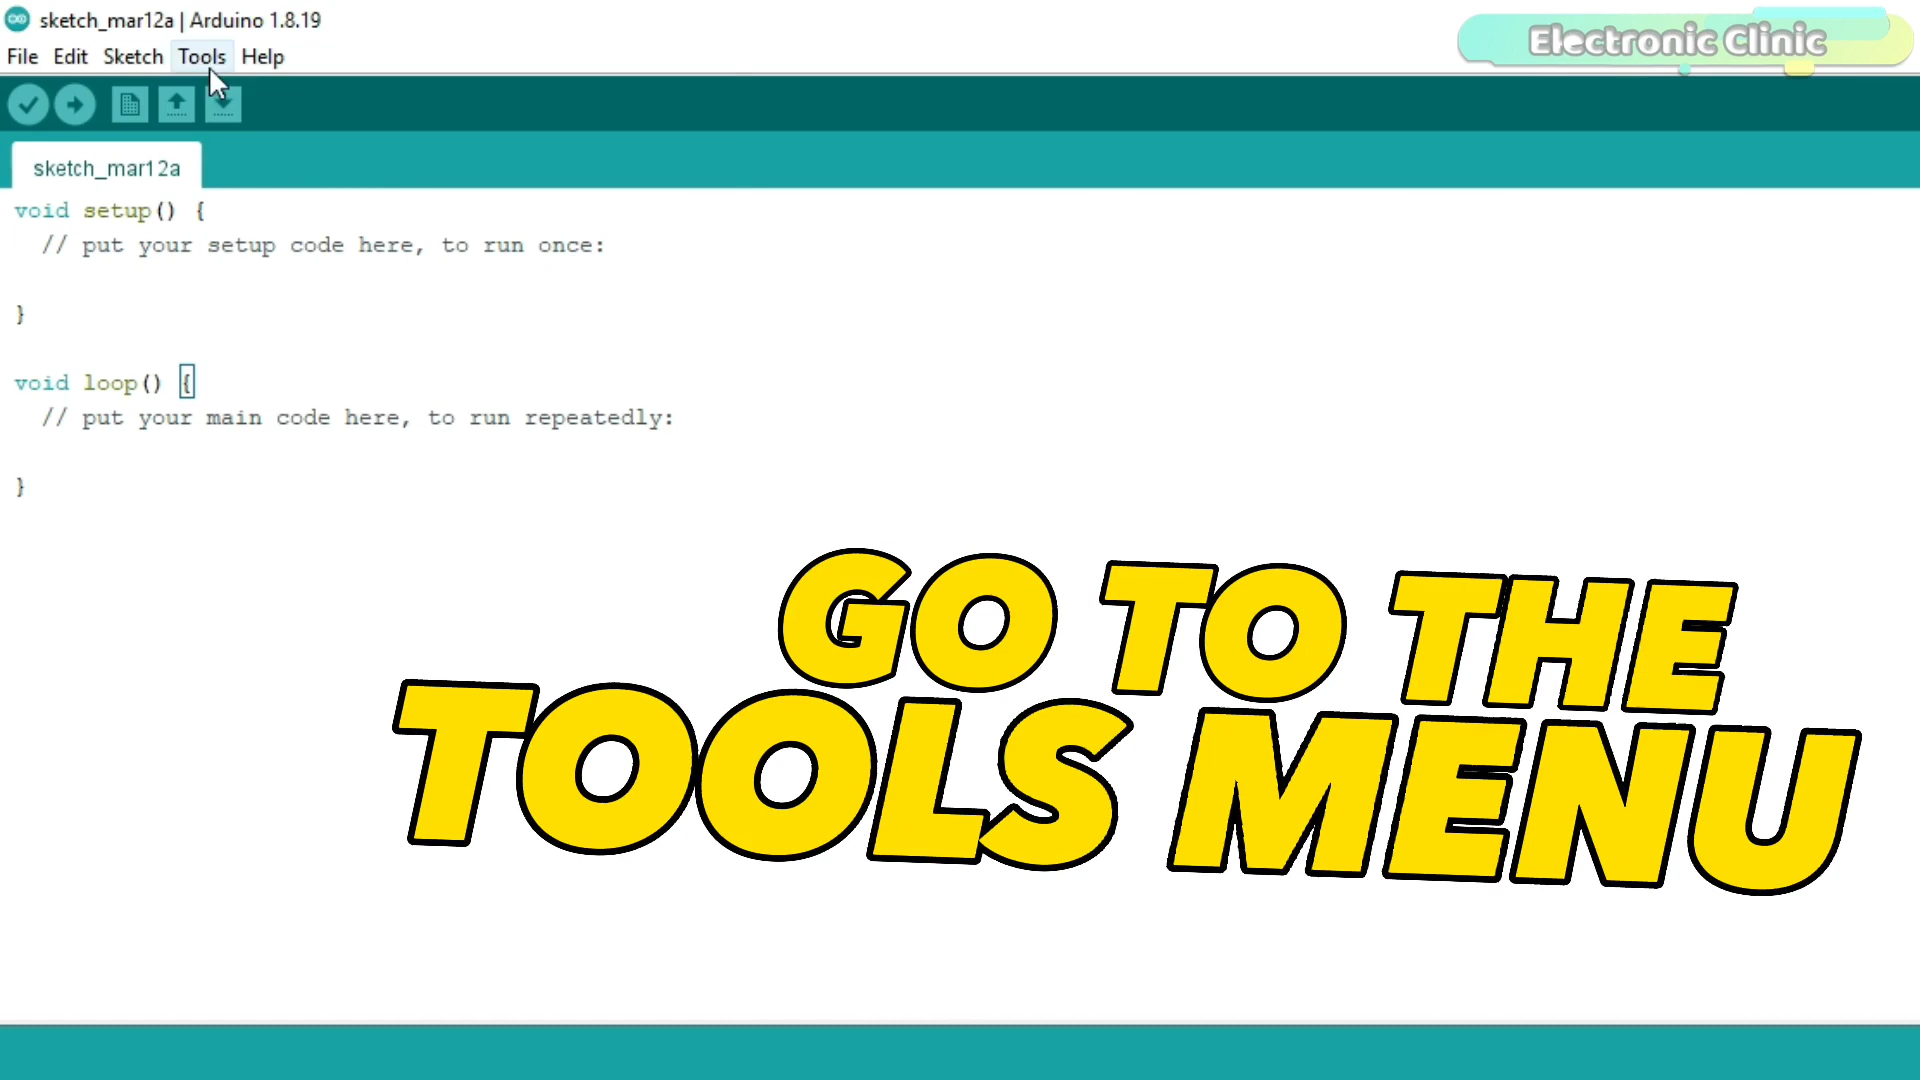 sketch_mar12a | Arduino 1.8.19
Electronic Clinic
File Edit Sketch Tools Help
sketch_mar12a
void setup() {
// put your setup code here, to run once:
}
void loop() {
// put your main code here, to run repeatedly:
}
GO TO THE
TOOLS MENU